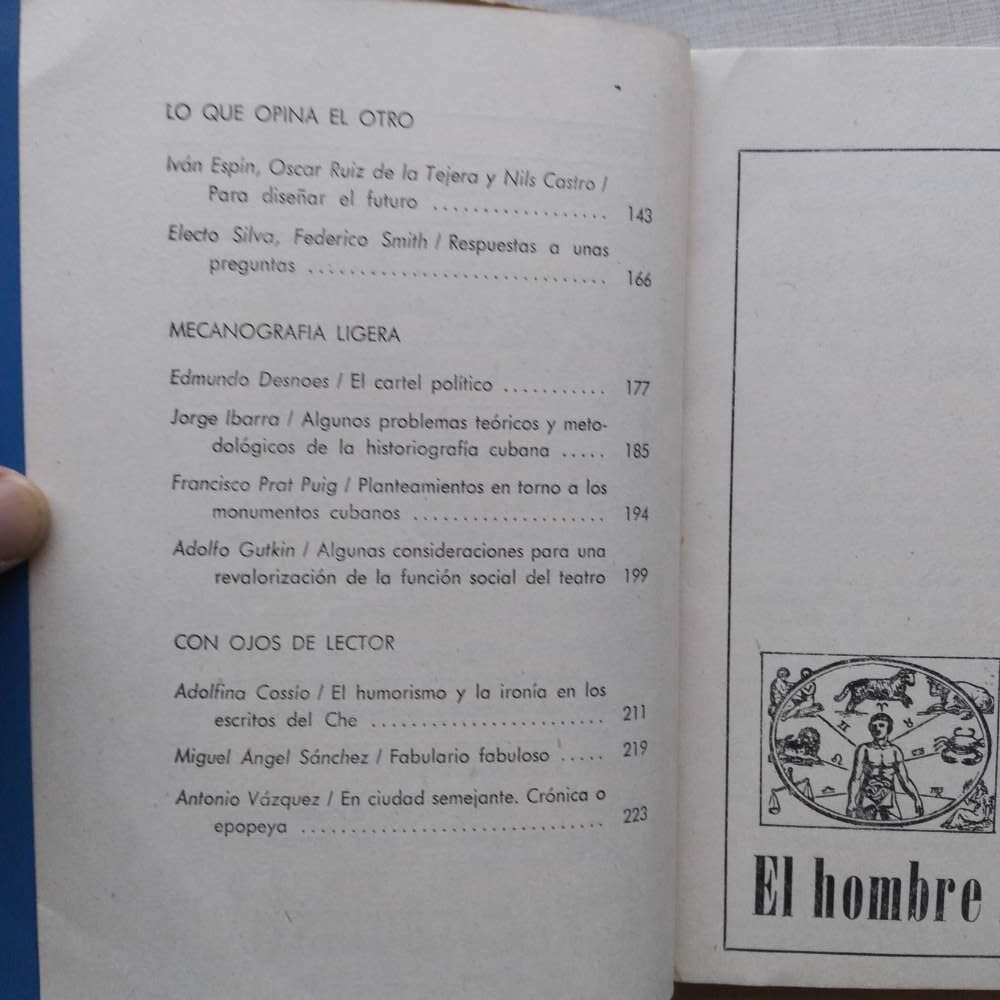 LO QUE OPINA EL OTRO
Iván Espín, Oscar Ruiz de la Tejera y Nils Castro /
Para diseñar el futuro .................. 143
Electo Silva, Federico Smith / Respuestas a unas
preguntas .............................. 166
MECANOGRAFIA LIGERA
Edmundo Desnoes / El cartel político ........... 177
Jorge Ibarra / Algunos problemas teóricos y meto-
dológicos de la historiografía cubana ..... 185
Francisco Prat Puig / Planteamientos en torno a los
monumentos cubanos .................... 194
Adolfo Gutkin / Algunas consideraciones para una
revalorización de la función social del teatro 199
CON OJOS DE LECTOR
Adolfina Cossío / El humorismo y la ironía en los
escritos del Che ........................ 211
Miguel Angel Sánchez / Fabulario fabuloso ..... 219
Antonio Vázquez / En ciudad semejante. Crónica o
epopeya ............................... 223
El hombre